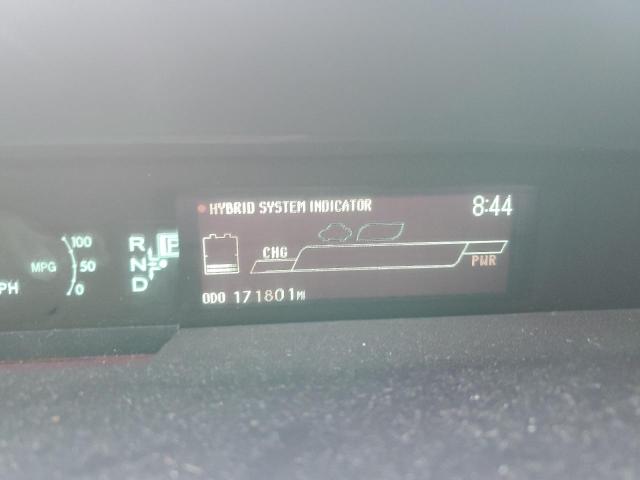 HYBRID SYSTEM INDICATOR 8:44
100
R P
CHG
MPG 50 N
PWR
PH 0 D
ODO 171801 MI